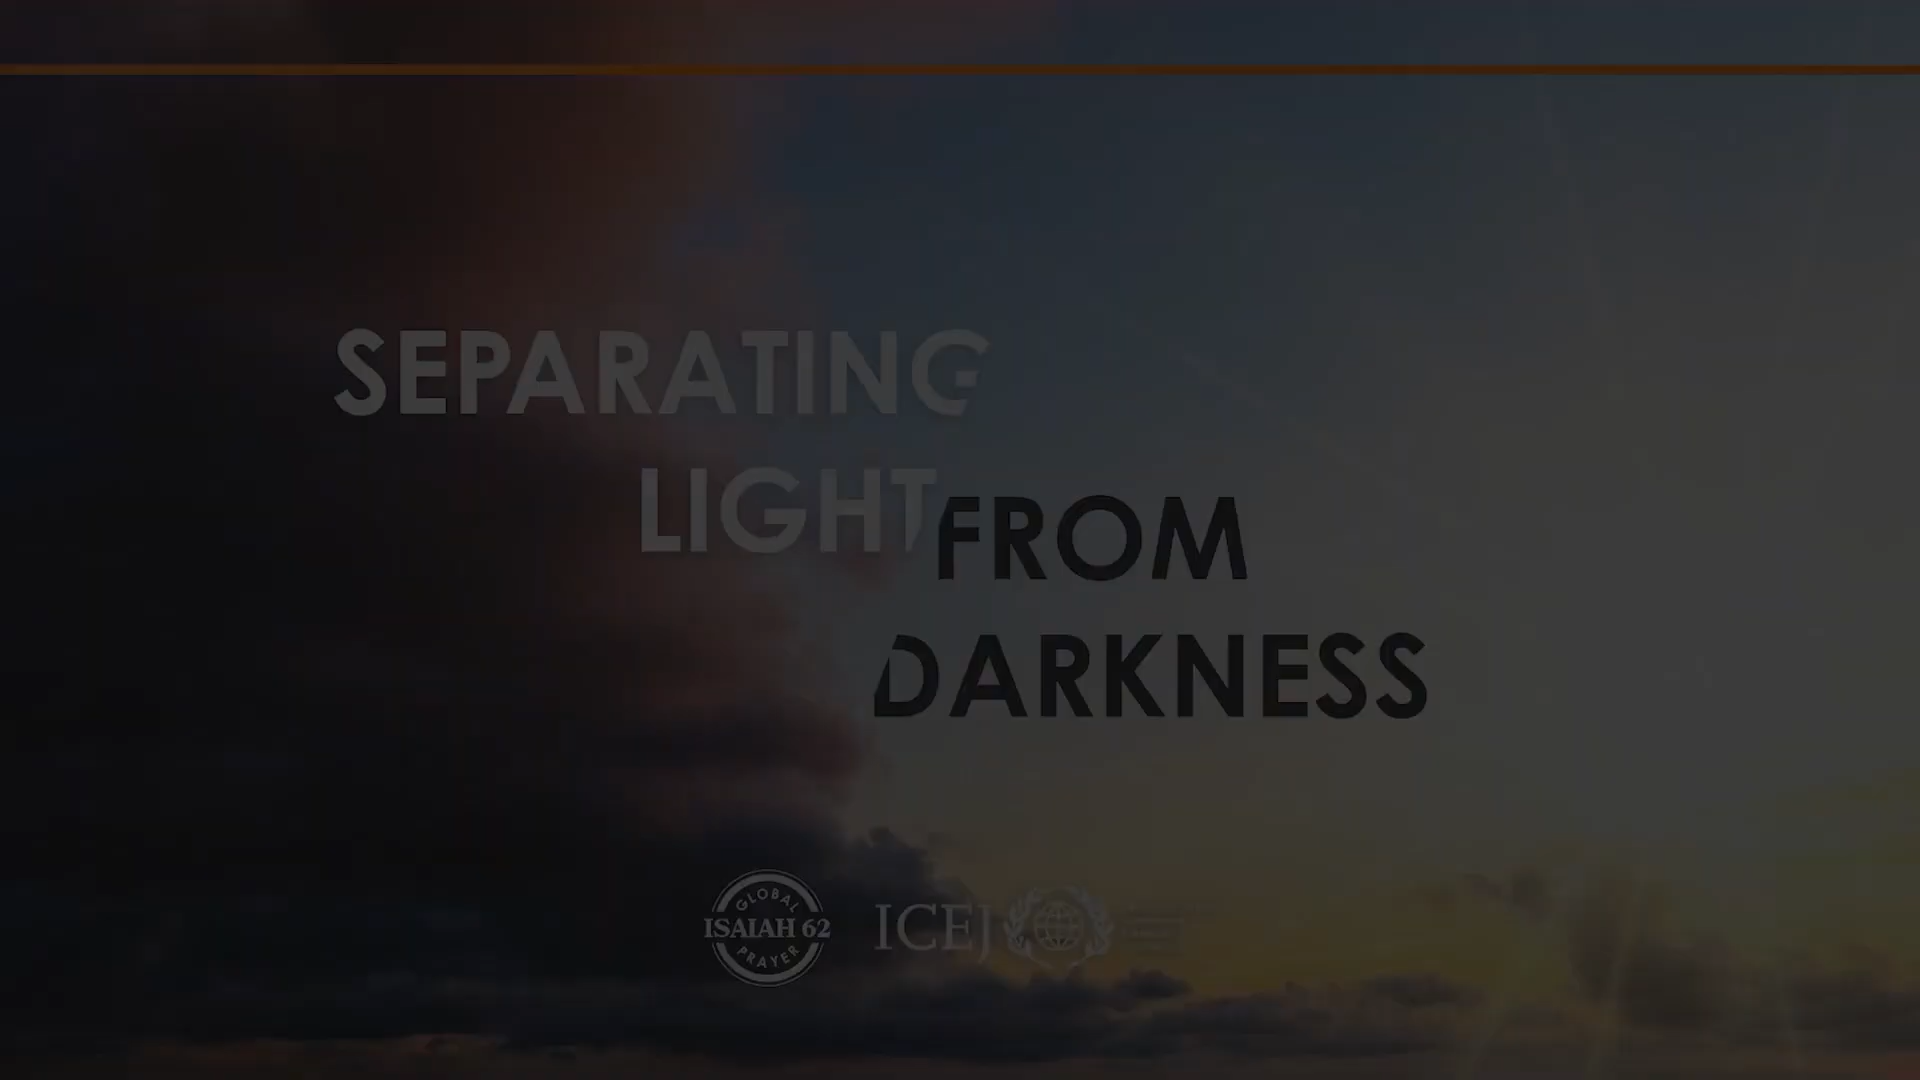 SEPARATING
LIGHT
FROM
DARKNESS
GLOBAL
ISAIAH 62
PRAYER
ICEJ